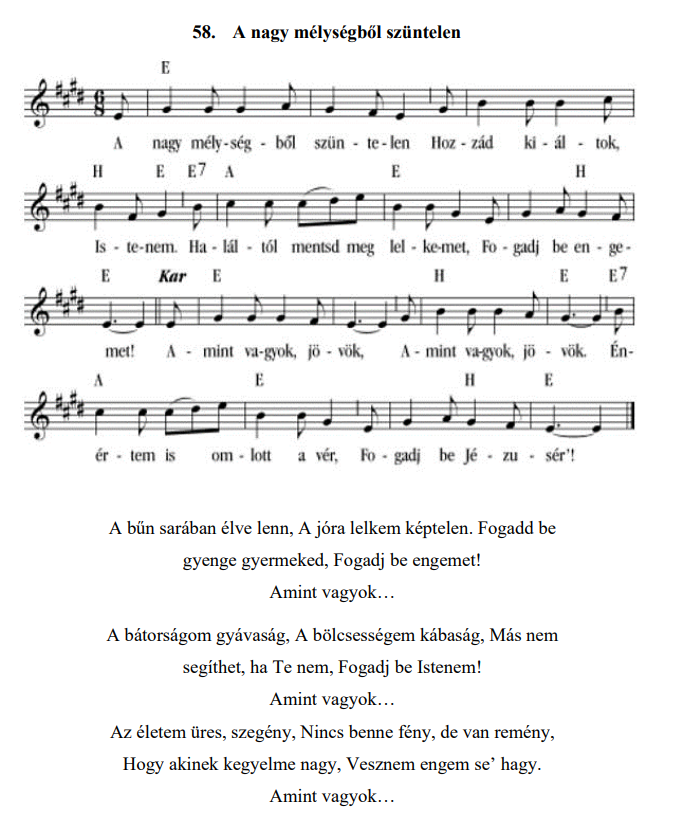 58. A nagy mélységből szüntelen
E
6
8
A nagy mély-ség - ből szün - te - len Hoz - zád ki - ál - tok,
H E E7 A E H
Is - te-nem. Ha - lál - tól mentsd meg lel - ke-met, Fo - gadj be en - ge-
E Kar E H E E7
met! A - mint va-gyok, jö - vök, A - mint va-gyok, jö - vök. Én-
A E H E
ér - tem is om - lott a vér, Fo - gadj be Jé - zu - sér'!
A bűn sarában élve lenn, A jóra lelkem képtelen. Fogadd be
gyenge gyermeked, Fogadj be engemet!
Amint vagyok…
A bátorságom gyávaság, A bölcsességem kábaság, Más nem
segíthet, ha Te nem, Fogadj be Istenem!
Amint vagyok…
Az életem üres, szegény, Nincs benne fény, de van remény,
Hogy akinek kegyelme nagy, Vesznem engem se’ hagy.
Amint vagyok…